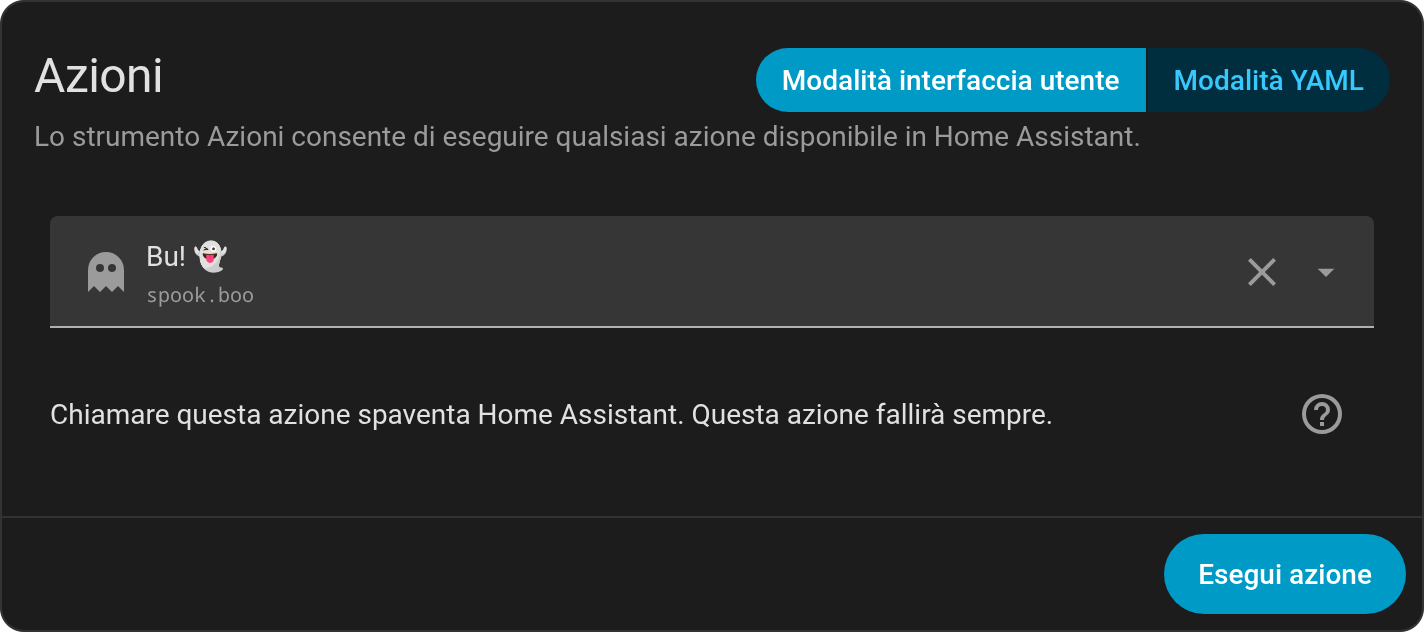 Azioni
Modalità interfaccia utente
Modalità YAML
Lo strumento Azioni consente di eseguire qualsiasi azione disponibile in Home Assistant.
Bu! 👻
spook.boo
Chiamare questa azione spaventa Home Assistant. Questa azione fallirà sempre.
Esegui azione